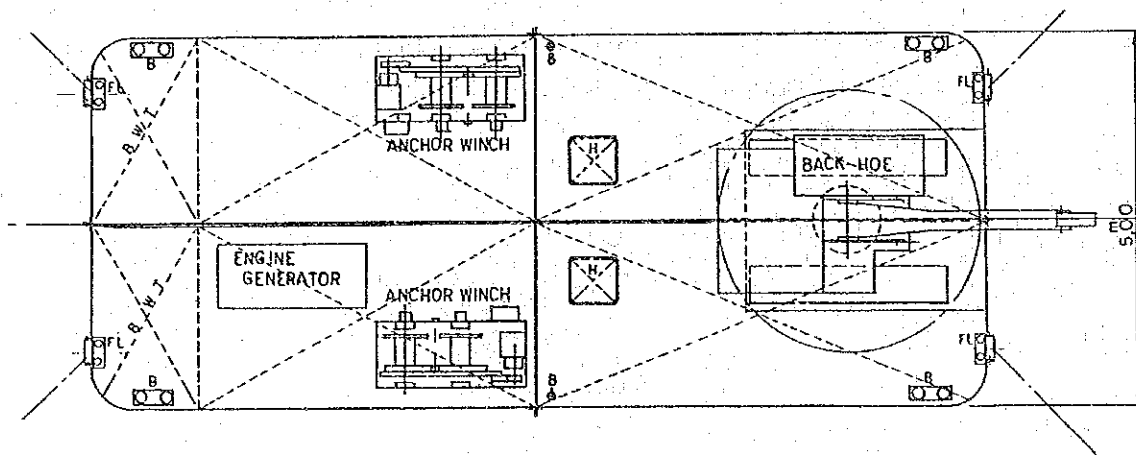 B
B
B
FL
FL
B.W.T
ANCHOR WINCH
H
BACK-HOE
5.00
m
ENGINE
GENERATOR
H
ANCHOR WINCH
B.W.T
FL
FL
B
B
B